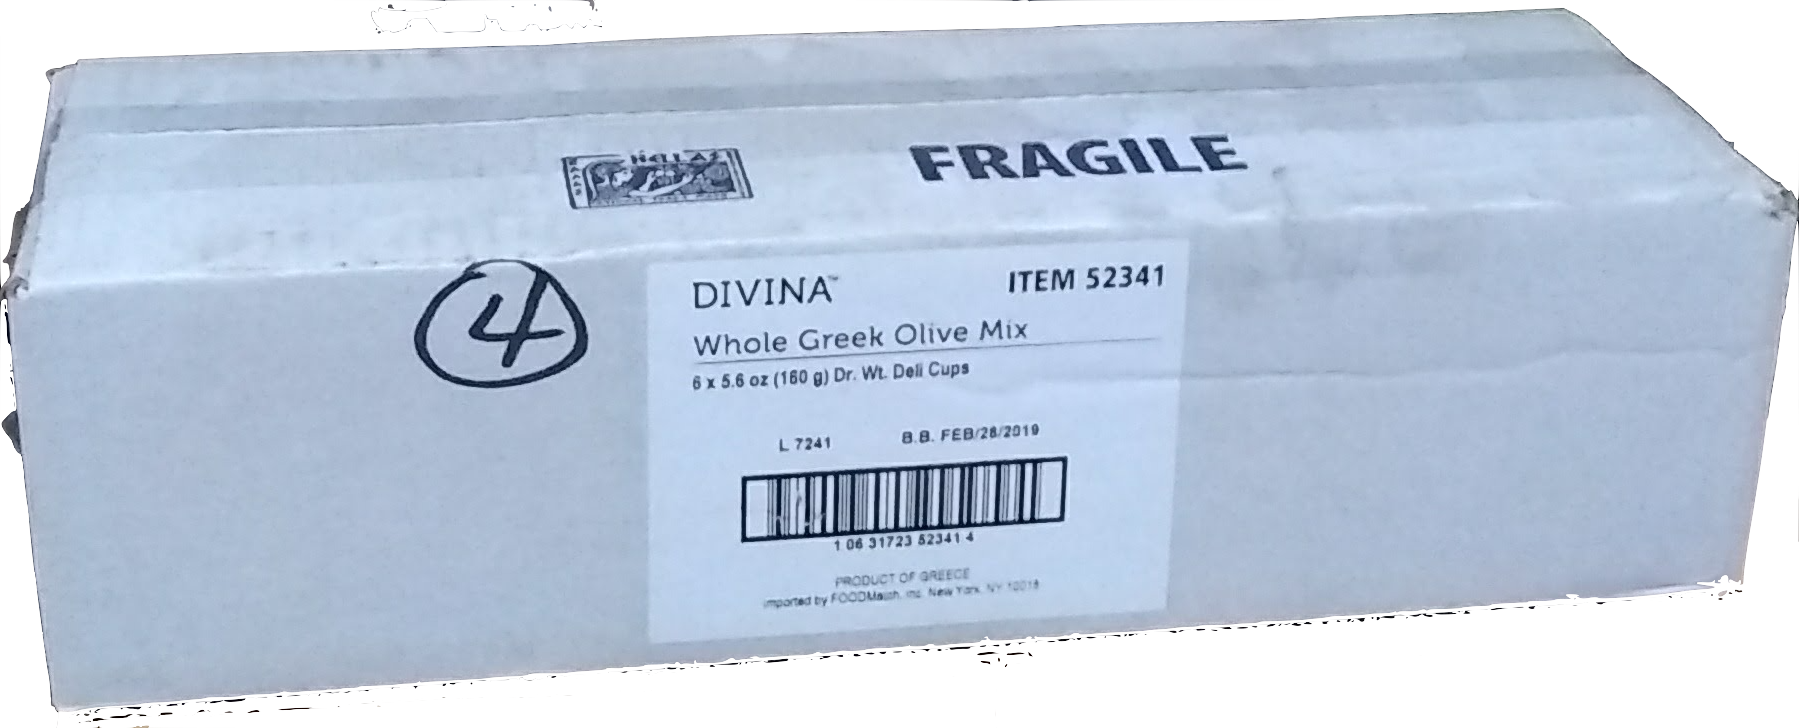 HELLAS
FRAGILE
4
DIVINA™
ITEM 52341
Whole Greek Olive Mix
6 x 5.6 oz (160 g) Dr. Wt. Deli Cups
L 7241
B.B. FEB/28/2019
1 06 31723 52341 4
PRODUCT OF GREECE
Imported by FOODMatch, Inc. New York, NY 10018